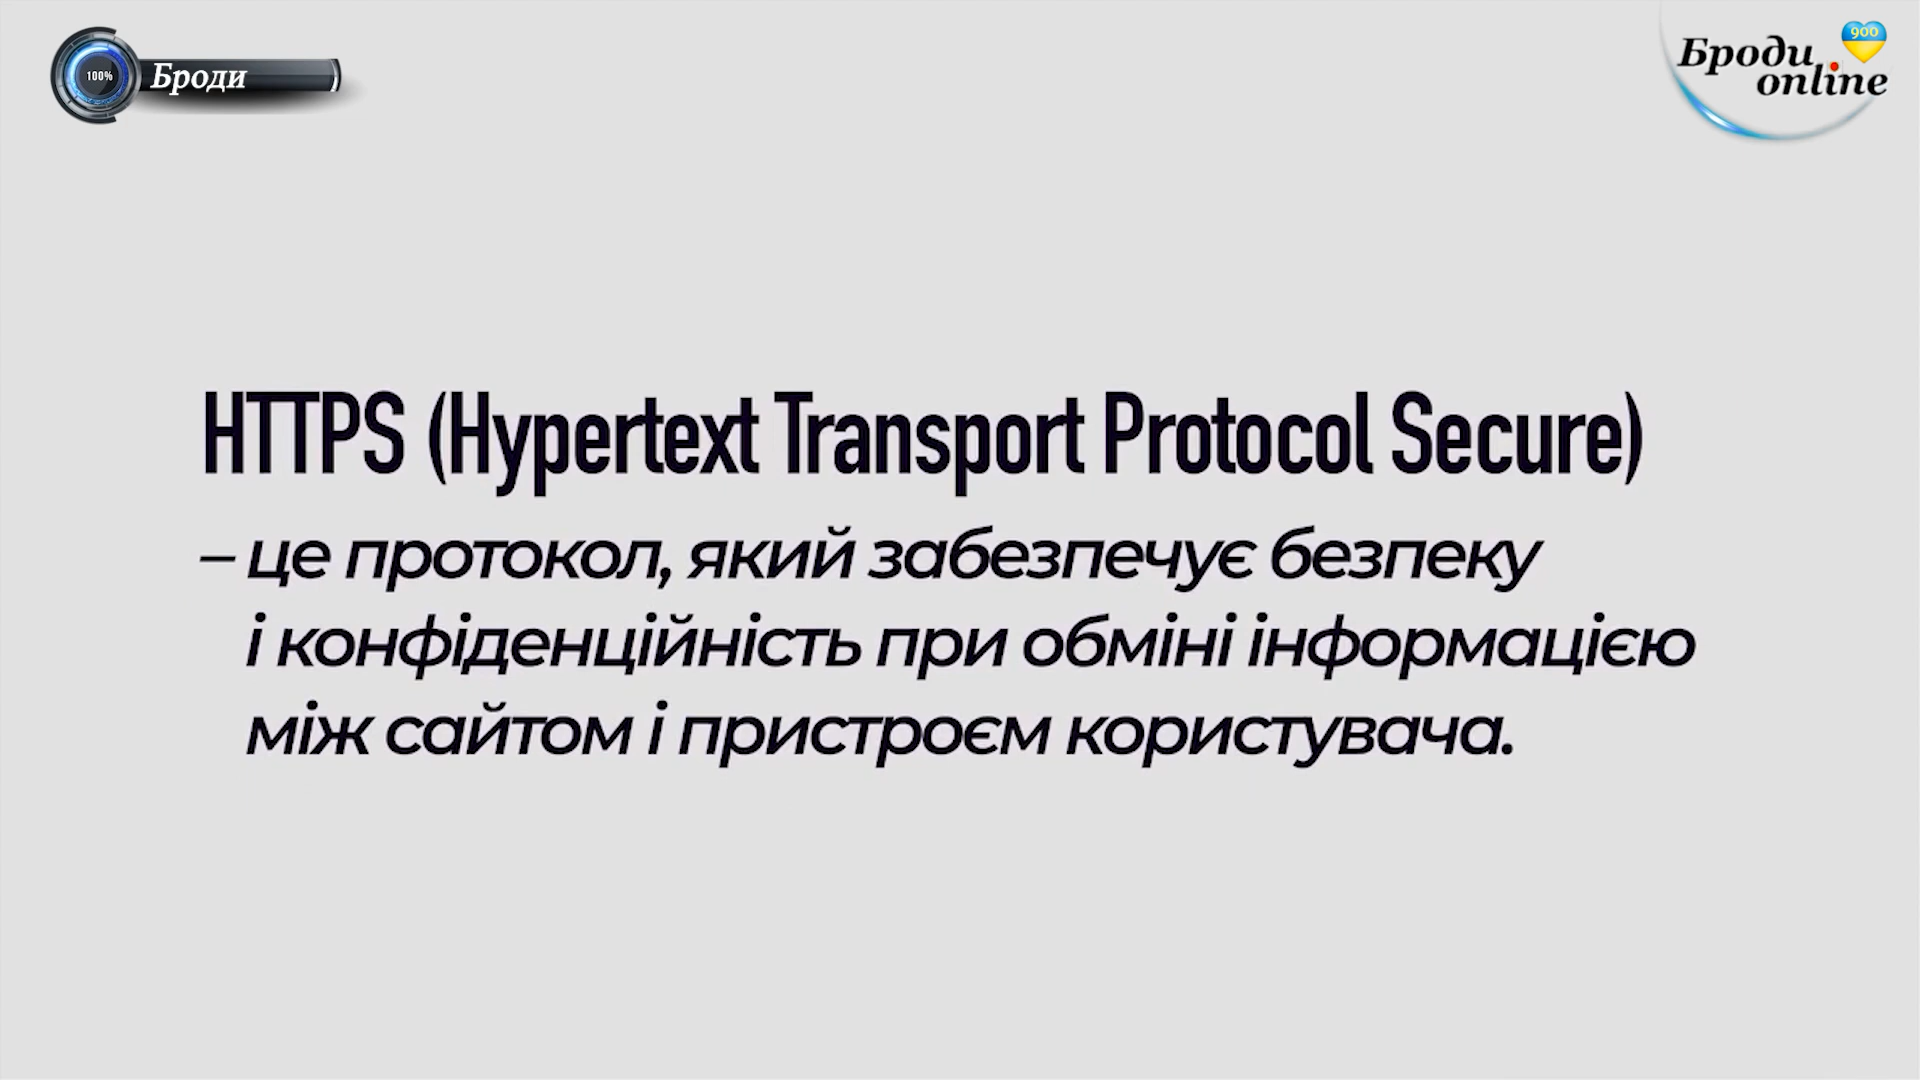 100% Броди
Броди 900
online
HTTPS (Hypertext Transport Protocol Secure)
– це протокол, який забезпечує безпеку
і конфіденційність при обміні інформацією
між сайтом і пристроєм користувача.